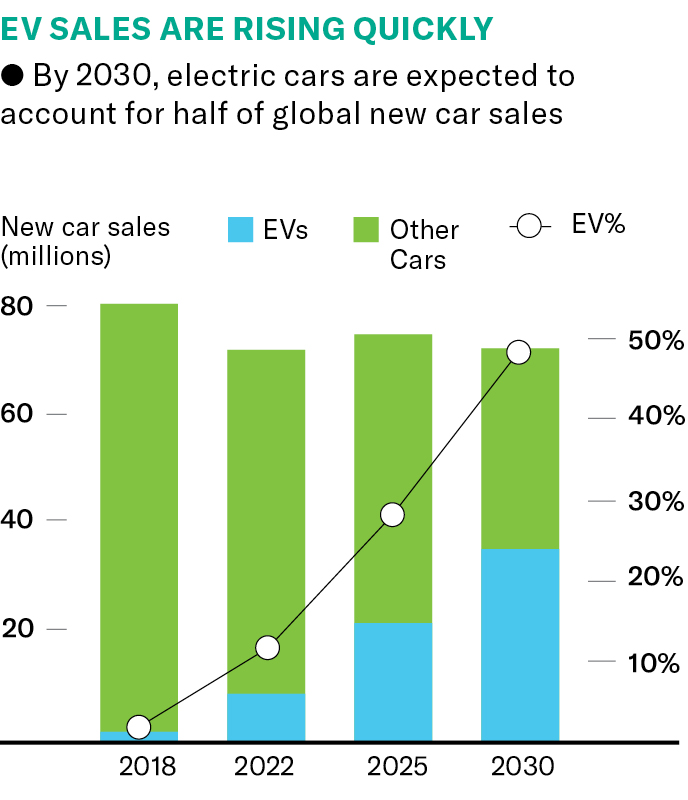 EV SALES ARE RISING QUICKLY
● By 2030, electric cars are expected to
account for half of global new car sales
New car sales
(millions)
EVs
Other
Cars
EV%
80
60
40
20
50%
40%
30%
20%
10%
2018
2022
2025
2030